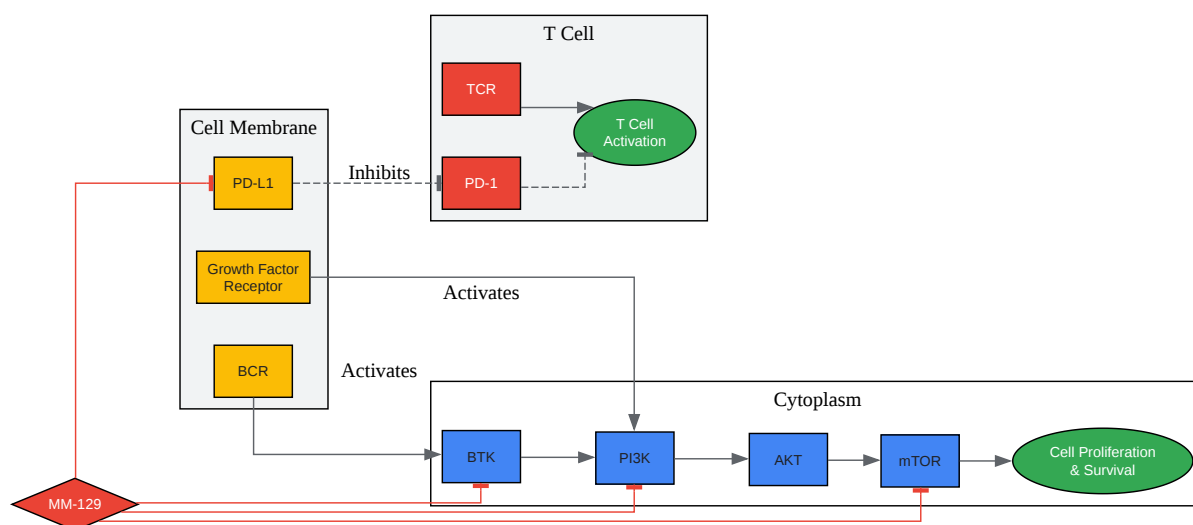 T Cell
TCR
T Cell
Activation
Cell Membrane
PD-L1
Inhibits
PD-1
Growth Factor
Receptor
Activates
BCR
Activates
Cytoplasm
BTK
PI3K
AKT
mTOR
Cell Proliferation
& Survival
MM-129